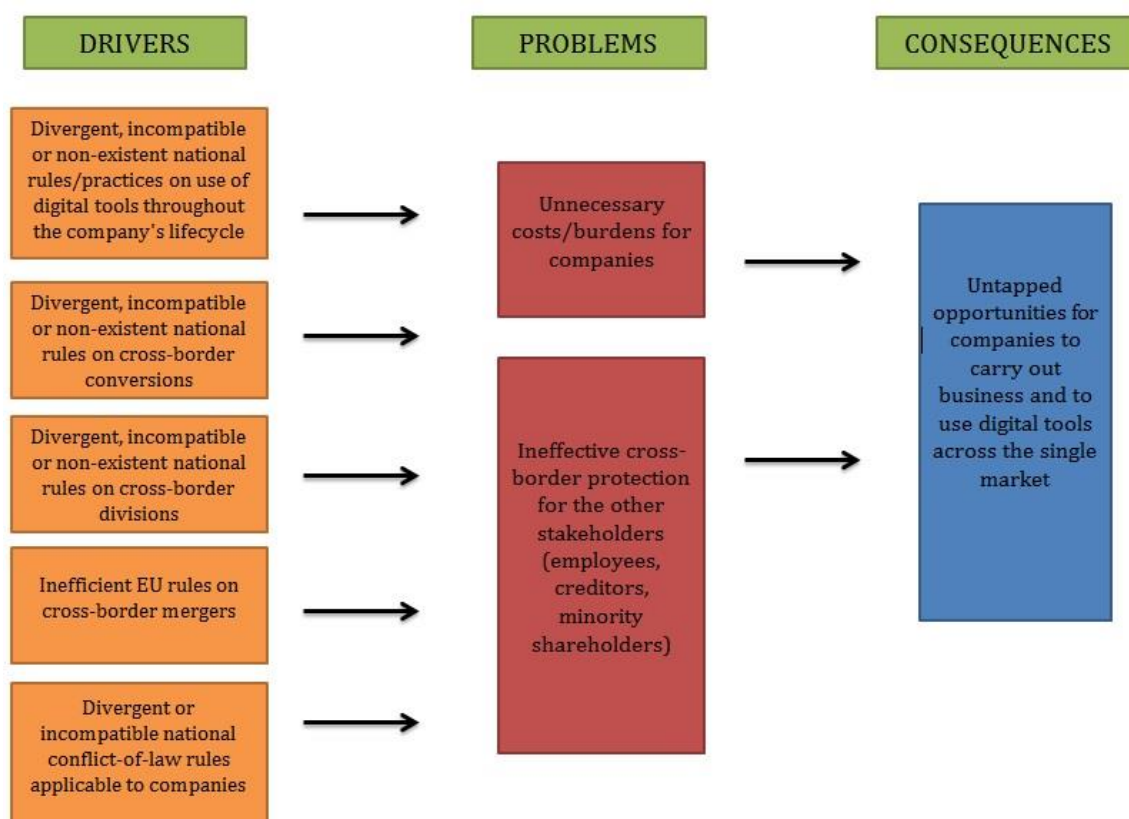 DRIVERS
PROBLEMS
CONSEQUENCES
Divergent, incompatible
or non-existent national
rules/practices on use of
digital tools throughout
the company's lifecycle
Divergent, incompatible
or non-existent national
rules on cross-border
conversions
Divergent, incompatible
or non-existent national
rules on cross-border
divisions
Inefficient EU rules on
cross-border mergers
Divergent or
incompatible national
conflict-of-law rules
applicable to companies
Unnecessary
costs/burdens for
companies
Ineffective cross-
border protection
for the other
stakeholders
(employees,
creditors,
minority
shareholders)
Untapped
opportunities for
companies to
carry out
business and to
use digital tools
across the single
market